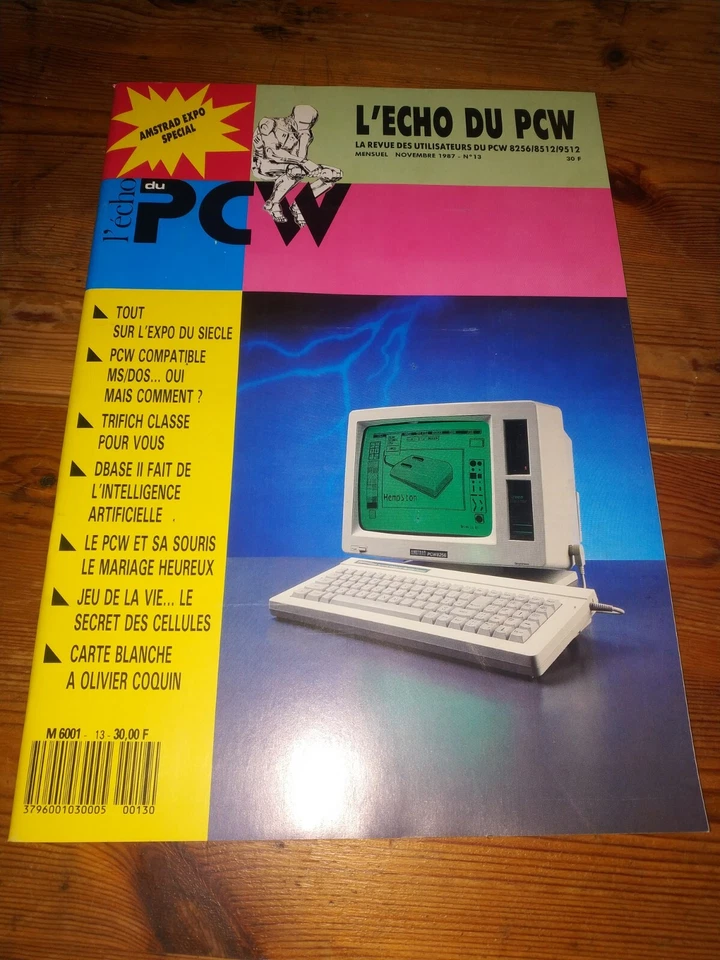 AMSTRAD EXPO
SPECIAL
L'ECHO DU PCW
LA REVUE DES UTILISATEURS DU PCW 8256/8512/9512
MENSUEL NOVEMBRE 1987 - N° 13
30 F
l'écho
du
PCW
TOUT
SUR L'EXPO DU SIECLE
PCW COMPATIBLE
MS/DOS... OUI
MAIS COMMENT ?
TRIFICH CLASSE
POUR VOUS
DBASE II FAIT DE
L'INTELLIGENCE
ARTIFICIELLE .
LE PCW ET SA SOURIS
LE MARIAGE HEUREUX
JEU DE LA VIE... LE
SECRET DES CELLULES
CARTE BLANCHE
A OLIVIER COQUIN
Kempston
PCW8256
M 6001 - 13 - 30,00 F
3796001030005 00130